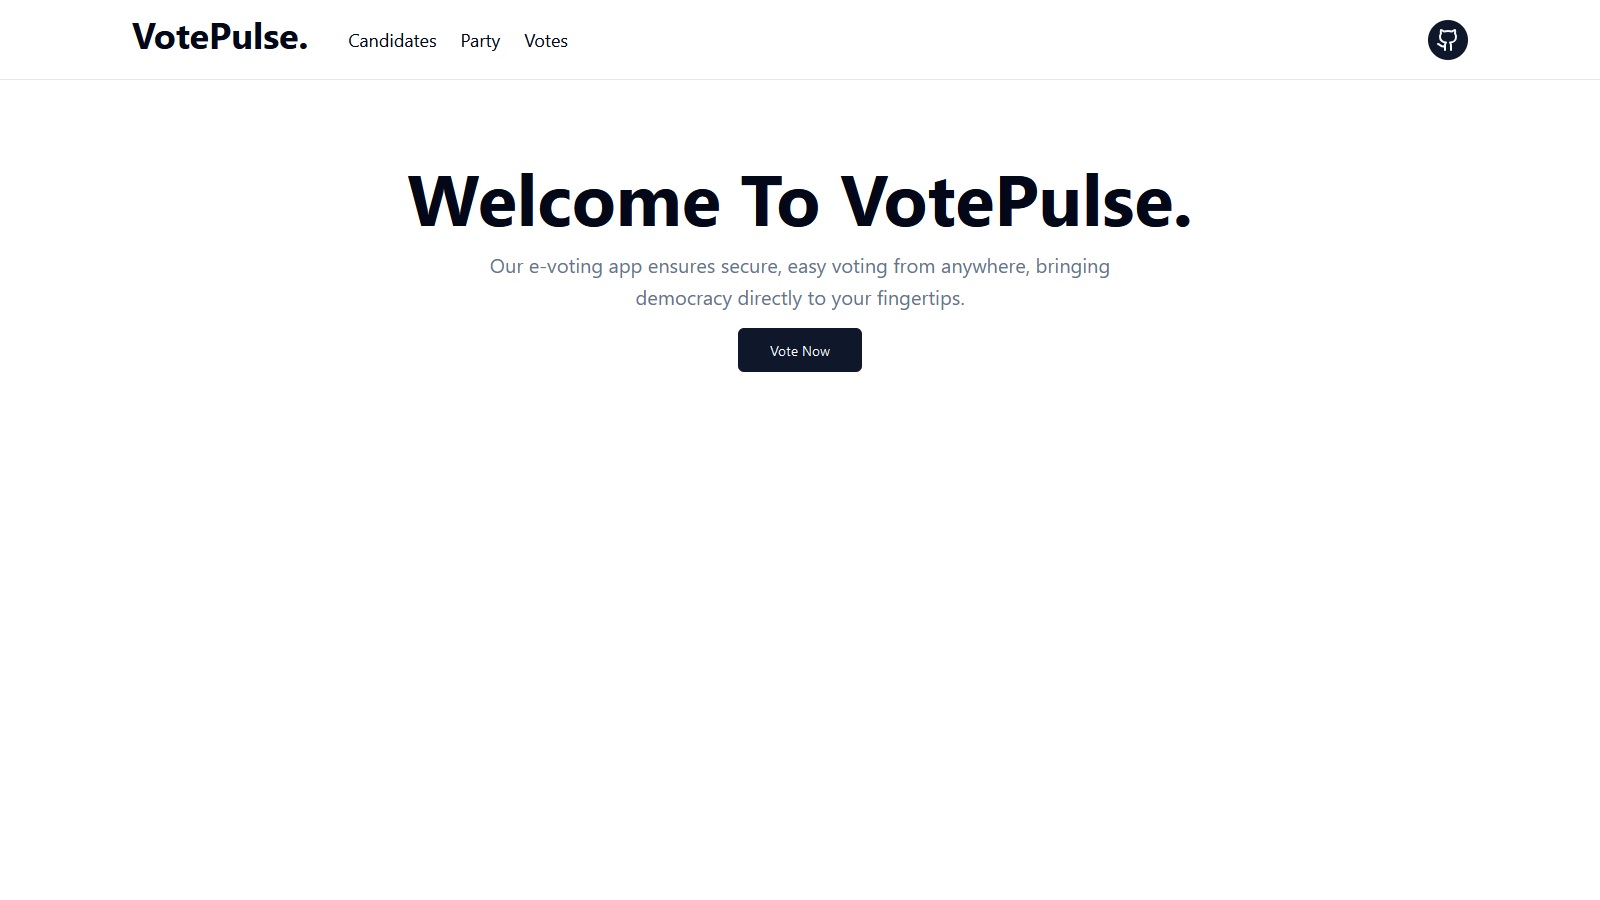 VotePulse.
Candidates
Party
Votes
Welcome To VotePulse.
Our e-voting app ensures secure, easy voting from anywhere, bringing
democracy directly to your fingertips.
Vote Now